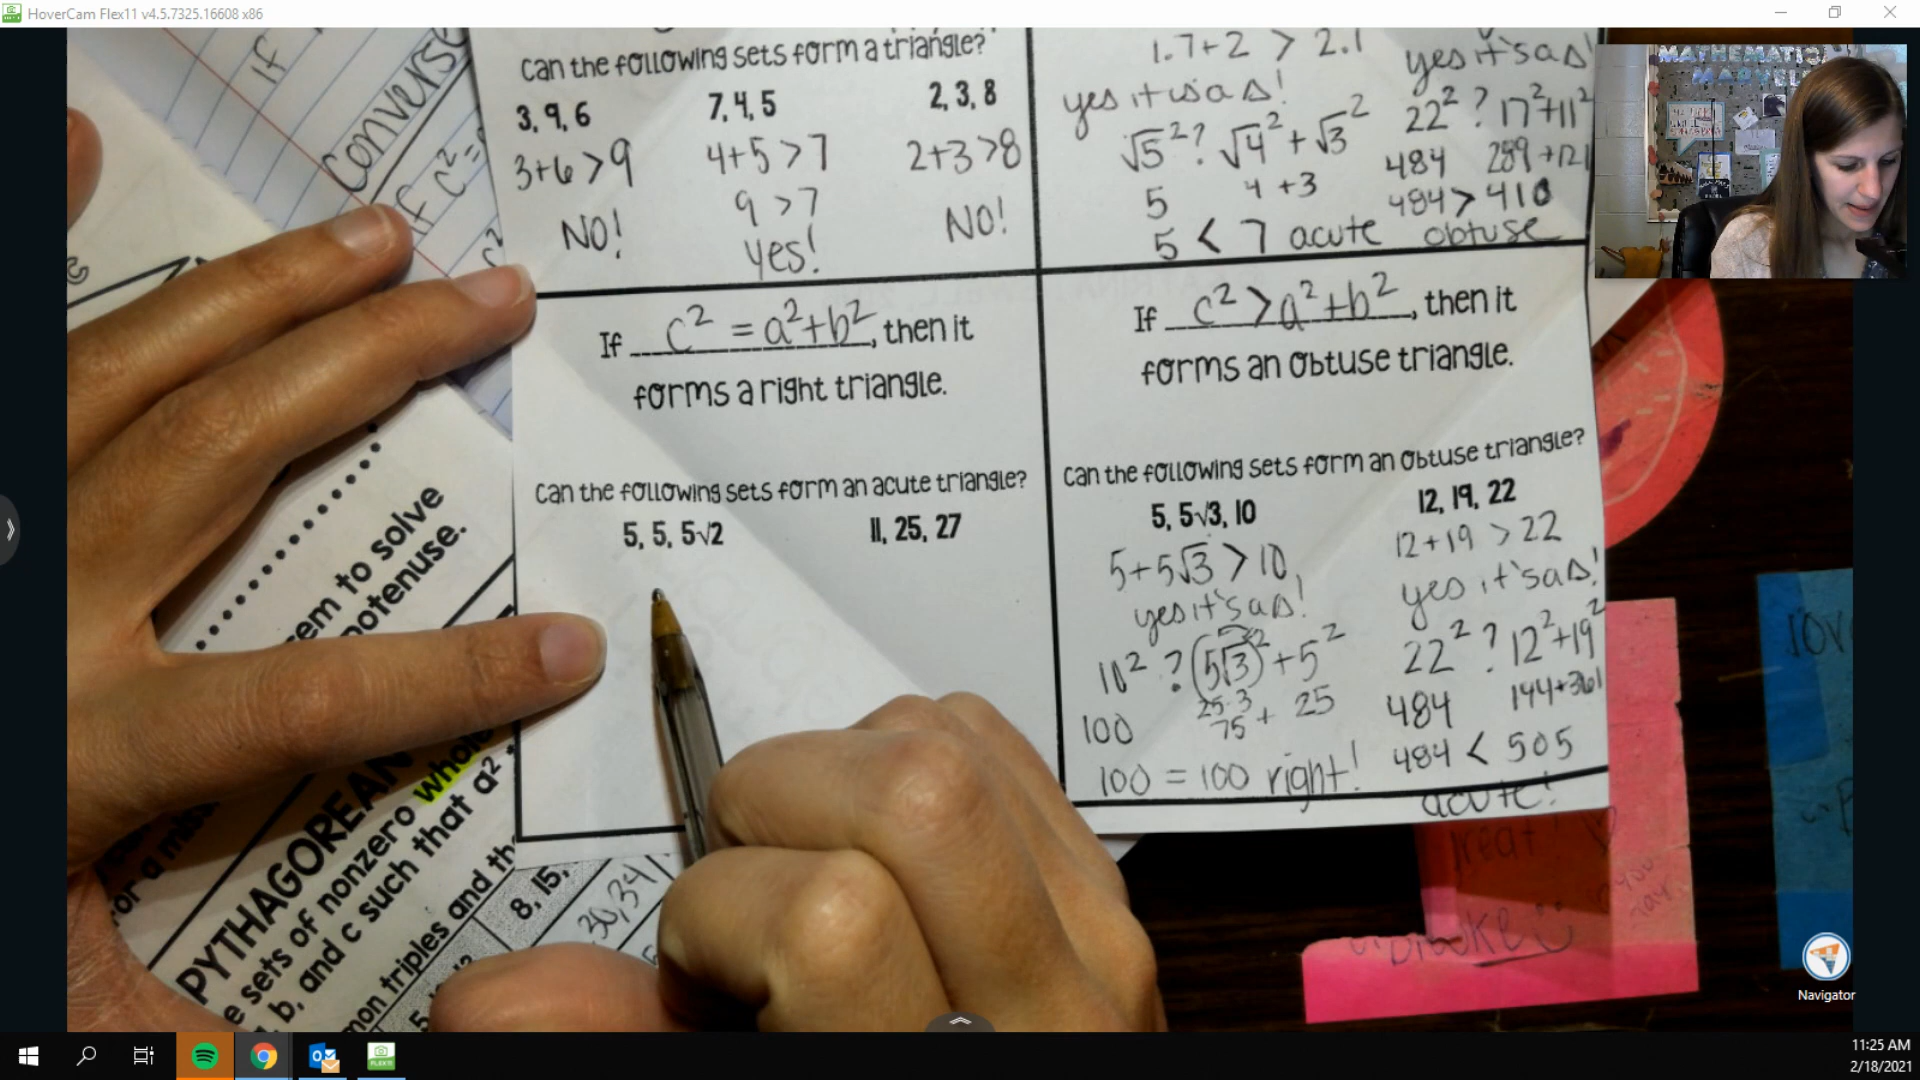 HoverCam Flex11 v4.5.7325.16608 x86
If
Converse
If c² =
c²
Can the following sets form a triangle?
3, 9, 6 7, 4, 5 2, 3, 8
3+6 > 9 4+5 > 7 2+3 > 8
9 > 7
NO! yes! NO!
1.7+2 > 2.1
yes it is a Δ!
√5² ? √4² + √3²
5 4 + 3
5 < 7 acute
yes it's a Δ!
22² ? 17²+11²
484 289 + 121
484 > 410
obtuse
If c² = a²+b², then it
forms a right triangle.
Can the following sets form an acute triangle?
5, 5, 5√2 11, 25, 27
If c² > a²+b², then it
forms an obtuse triangle.
Can the following sets form an obtuse triangle?
5, 5√3, 10
5+5√3 > 10
yes it's a Δ!
10² ? (5√3)² + 5²
25·3
100 75 + 25
100 = 100 right!
12, 19, 22
12+19 > 22
yes it's a Δ!
22² ? 12²+19²
484 144+361
484 < 505
acute!
em to solve
potenuse.
for a
PYTHAGOREAN
e sets of nonzero whole
b, and c such that a²
mon triples and th
8, 15,
30, 34
5
MATHEMATICS
Navigator
11:25 AM
2/18/2021